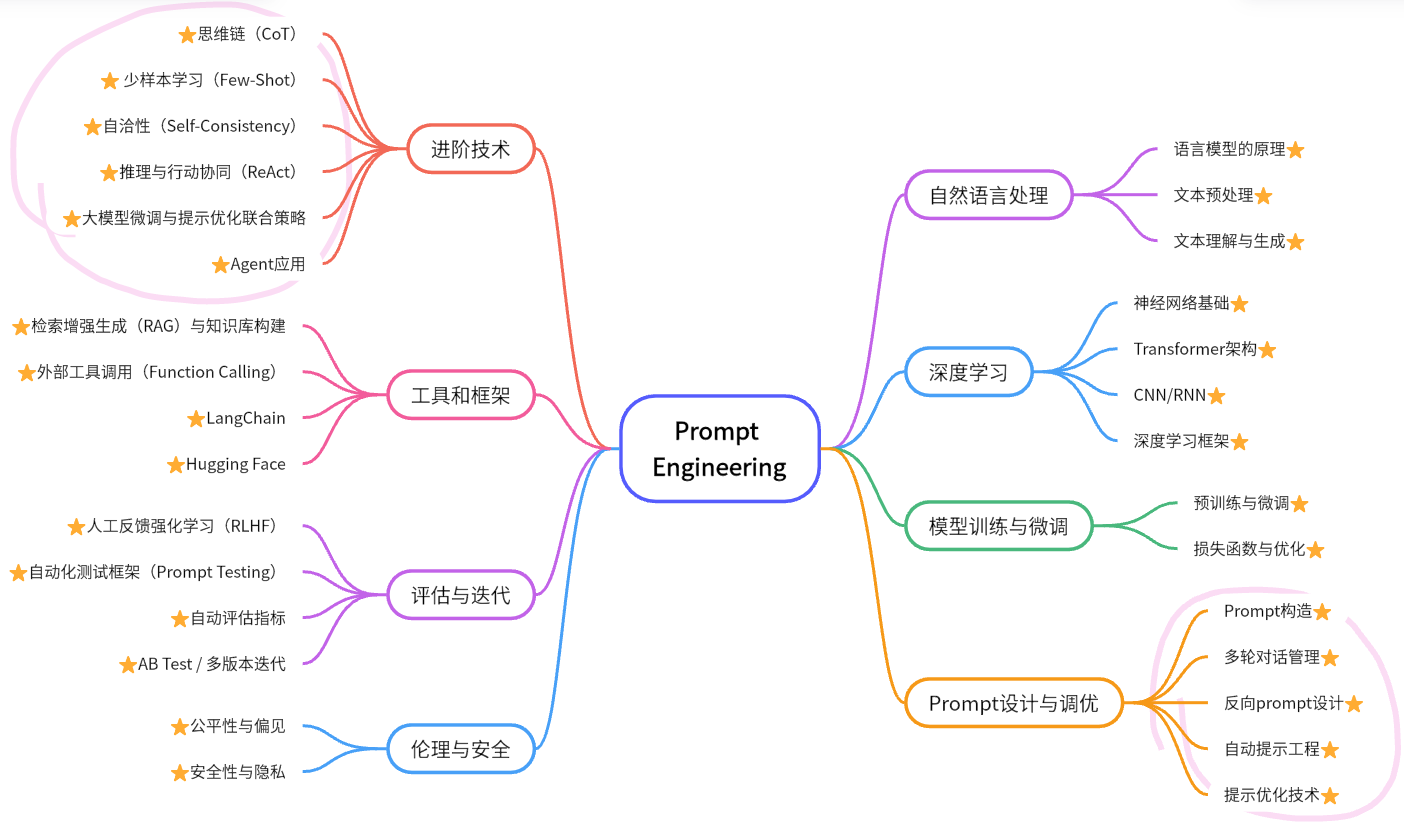 Prompt
Engineering
进阶技术
思维链（CoT）
少样本学习（Few-Shot）
自洽性（Self-Consistency）
推理与行动协同（ReAct）
大模型微调与提示优化联合策略
Agent应用
工具和框架
检索增强生成（RAG）与知识库构建
外部工具调用（Function Calling）
LangChain
Hugging Face
评估与迭代
人工反馈强化学习（RLHF）
自动化测试框架（Prompt Testing）
自动评估指标
AB Test / 多版本迭代
伦理与安全
公平性与偏见
安全性与隐私
自然语言处理
语言模型的原理
文本预处理
文本理解与生成
深度学习
神经网络基础
Transformer架构
CNN/RNN
深度学习框架
模型训练与微调
预训练与微调
损失函数与优化
Prompt设计与调优
Prompt构造
多轮对话管理
反向prompt设计
自动提示工程
提示优化技术